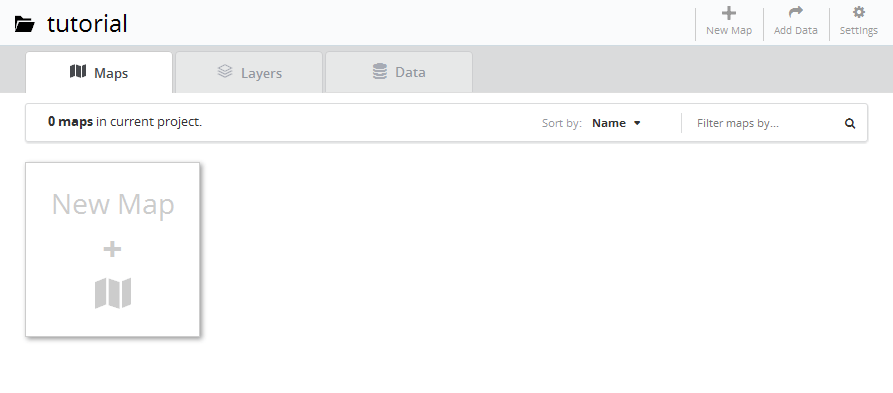 tutorial
New Map
Add Data
Settings
Maps
Layers
Data
0 maps in current project.
Sort by: Name
Filter maps by...
New Map